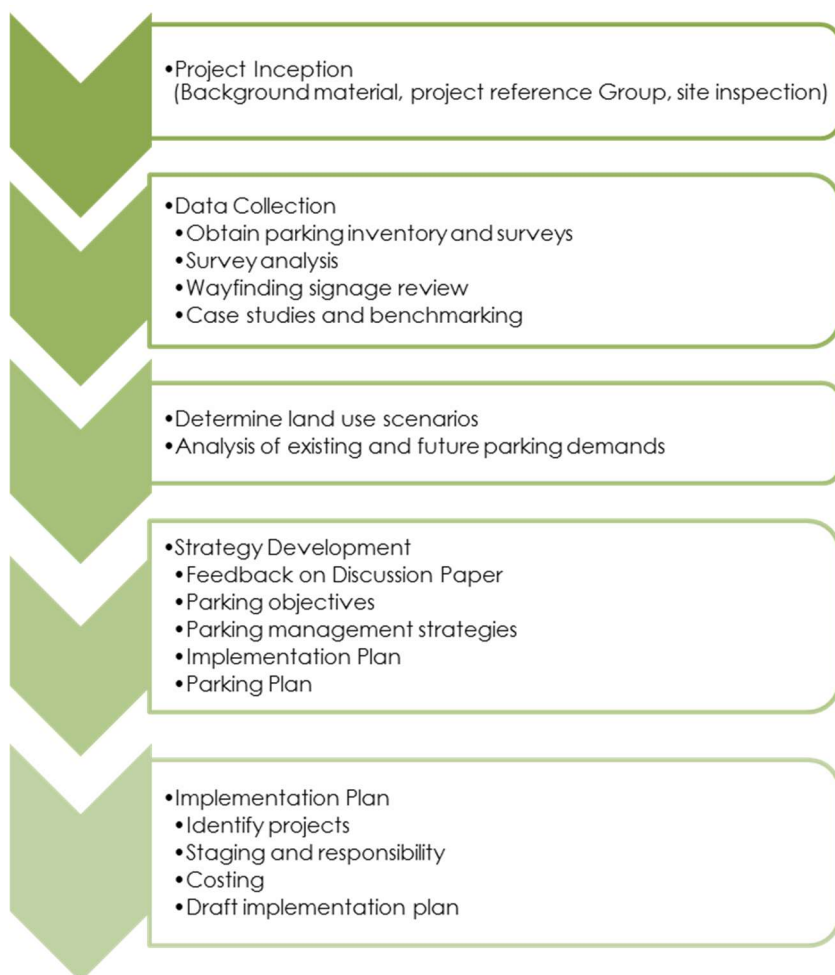 •Project Inception
(Background material, project reference Group, site inspection)
•Data Collection
•Obtain parking inventory and surveys
•Survey analysis
•Wayfinding signage review
•Case studies and benchmarking
•Determine land use scenarios
•Analysis of existing and future parking demands
•Strategy Development
•Feedback on Discussion Paper
•Parking objectives
•Parking management strategies
•Implementation Plan
•Parking Plan
•Implementation Plan
•Identify projects
•Staging and responsibility
•Costing
•Draft implementation plan